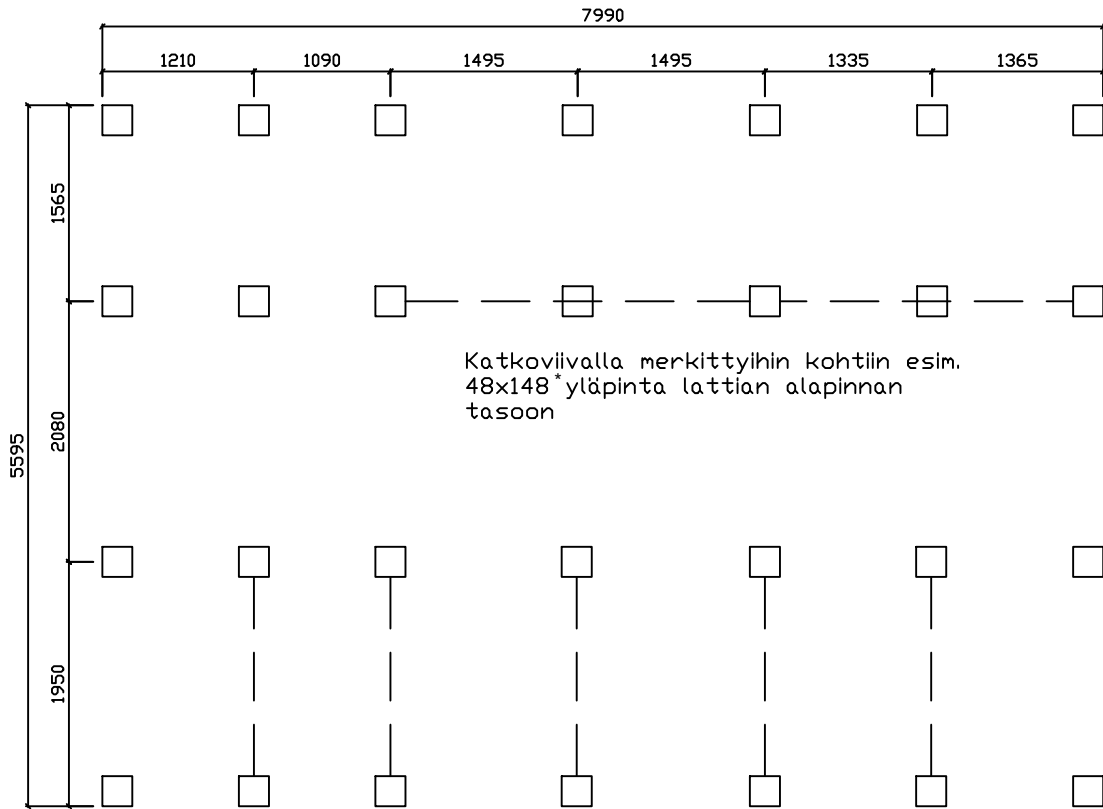 7990
1210 1090 1495 1495 1335 1365
1565
Katkoviivalla merkittyihin kohtiin esim.
48x148*yläpinta lattian alapinnan
tasoon
2080
5595
1950